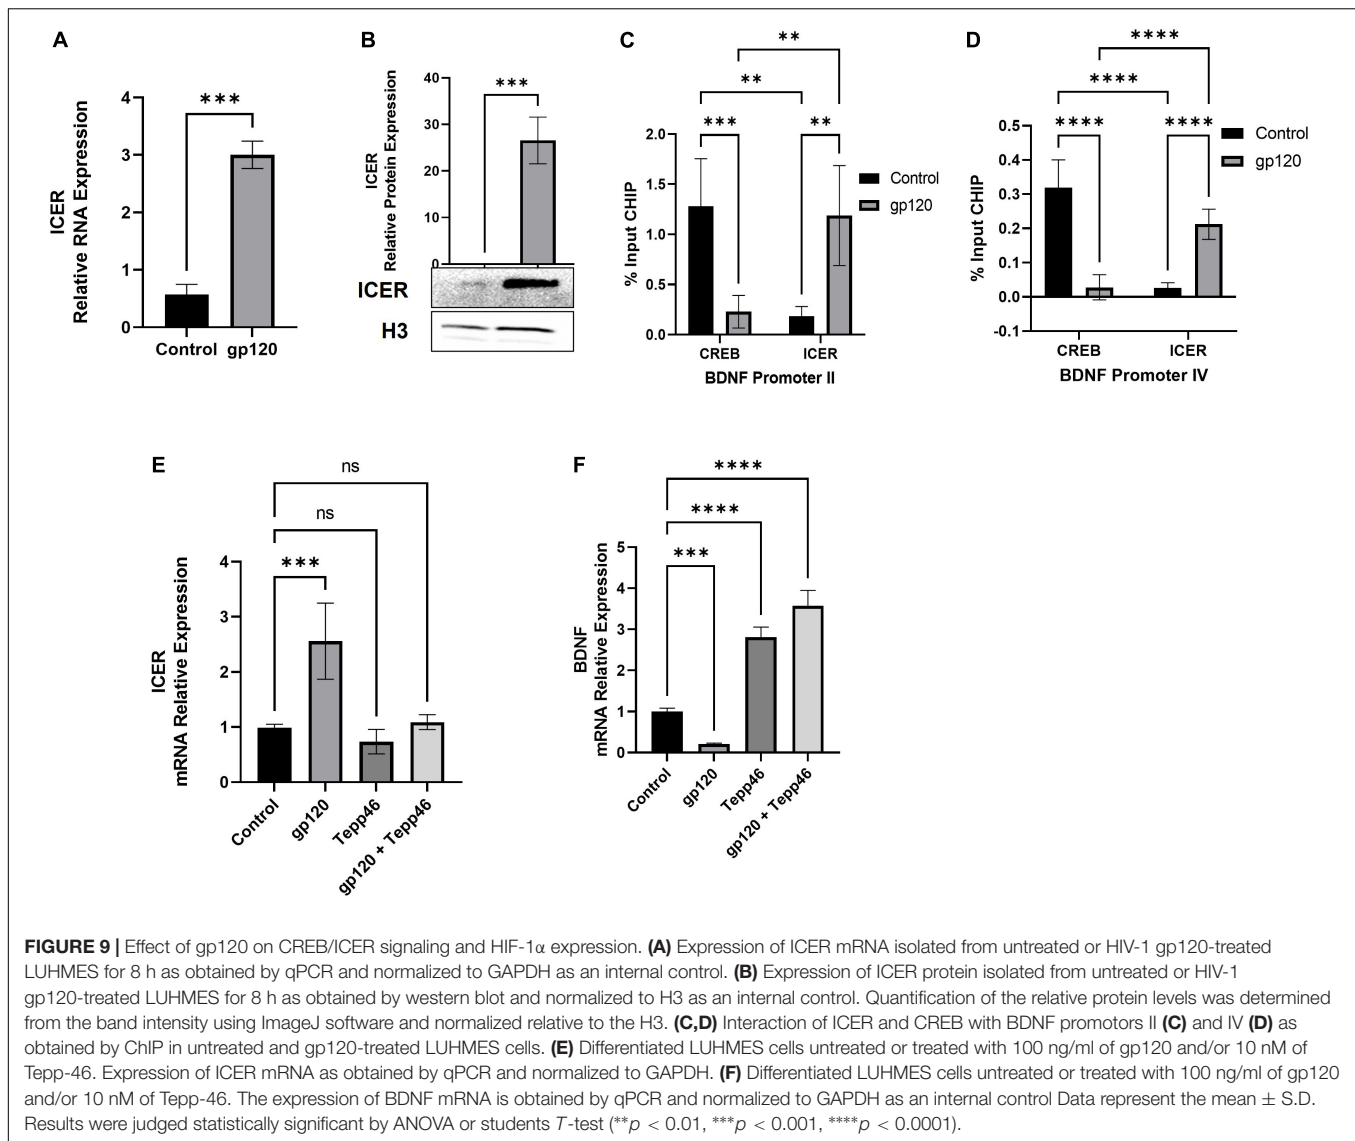 A
ICER
Relative RNA Expression
4
3
2
1
0
***
Control gp120
B
ICER
Relative Protein Expression
40
30
20
10
0
***
ICER
H3
C
**
**
*** **
% Input CHIP
2.0
1.5
1.0
0.5
0.0
CREB ICER
BDNF Promoter II
Control
gp120
D
****
****
**** ****
% Input CHIP
0.5
0.4
0.3
0.2
0.1
0.0
-0.1
CREB ICER
BDNF Promoter IV
Control
gp120
E
ns
ns
***
ICER
mRNA Relative Expression
4
3
2
1
0
Control
gp120
Tepp46
gp120 + Tepp46
F
****
****
***
BDNF
mRNA Relative Expression
5
4
3
2
1
0
Control
gp120
Tepp46
gp120 + Tepp46
FIGURE 9 | Effect of gp120 on CREB/ICER signaling and HIF-1α expression. (A) Expression of ICER mRNA isolated from untreated or HIV-1 gp120-treated
LUHMES for 8 h as obtained by qPCR and normalized to GAPDH as an internal control. (B) Expression of ICER protein isolated from untreated or HIV-1
gp120-treated LUHMES for 8 h as obtained by western blot and normalized to H3 as an internal control. Quantification of the relative protein levels was determined
from the band intensity using ImageJ software and normalized relative to the H3. (C,D) Interaction of ICER and CREB with BDNF promotors II (C) and IV (D) as
obtained by ChIP in untreated and gp120-treated LUHMES cells. (E) Differentiated LUHMES cells untreated or treated with 100 ng/ml of gp120 and/or 10 nM of
Tepp-46. Expression of ICER mRNA as obtained by qPCR and normalized to GAPDH. (F) Differentiated LUHMES cells untreated or treated with 100 ng/ml of gp120
and/or 10 nM of Tepp-46. The expression of BDNF mRNA is obtained by qPCR and normalized to GAPDH as an internal control Data represent the mean ± S.D.
Results were judged statistically significant by ANOVA or students T-test (**p < 0.01, ***p < 0.001, ****p < 0.0001).